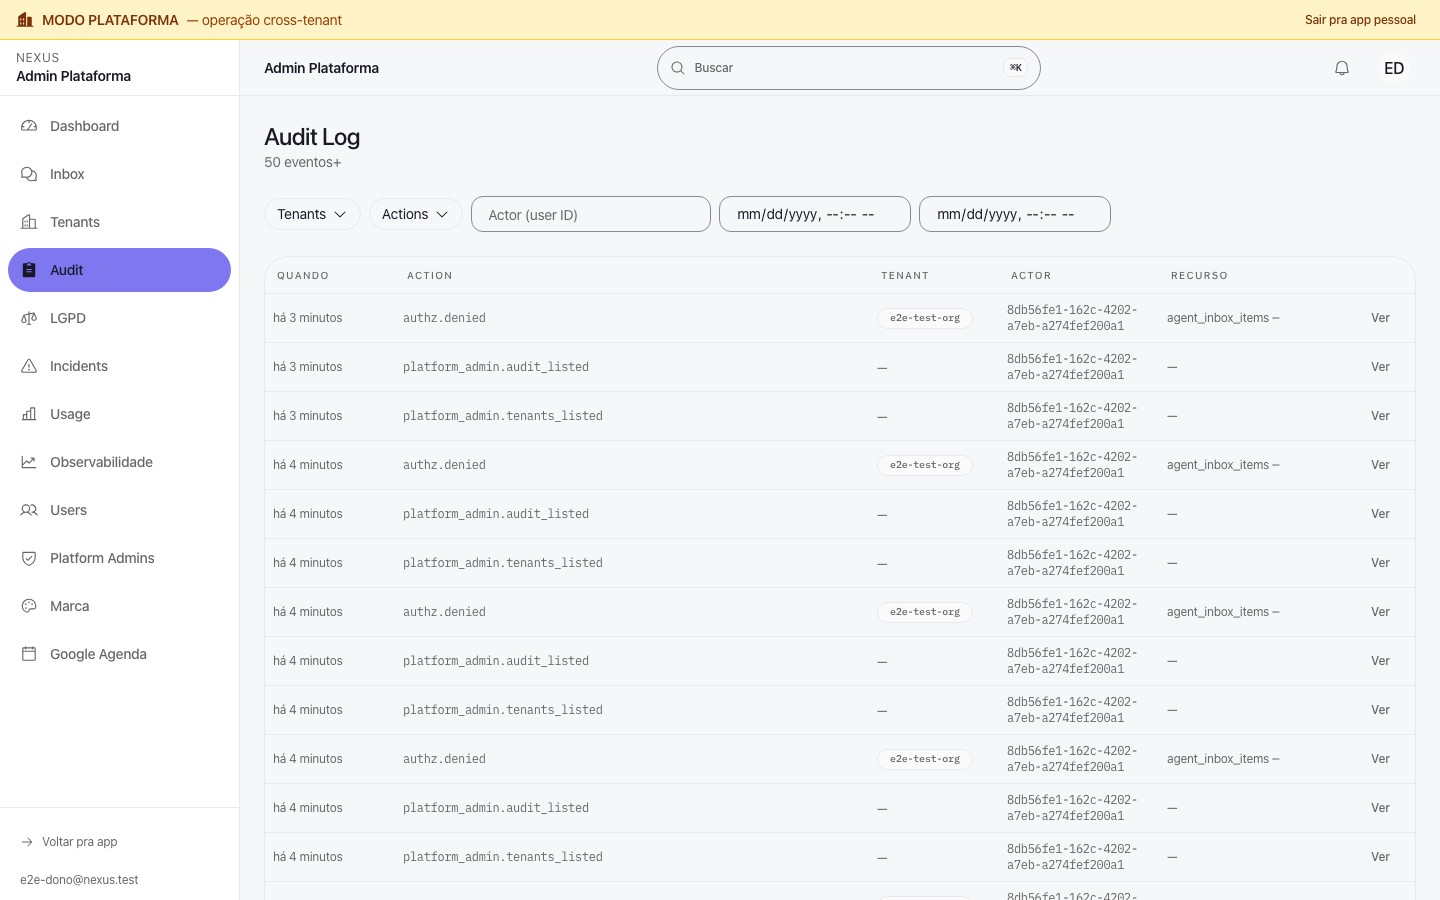 MODO PLATAFORMA — operação cross-tenant
Sair pra app pessoal
NEXUS
Admin Plataforma
Admin Plataforma
Buscar
⌘K
ED
Dashboard
Inbox
Tenants
Audit
LGPD
Incidents
Usage
Observabilidade
Users
Platform Admins
Marca
Google Agenda
Voltar pra app
e2e-dono@nexus.test
Audit Log
50 eventos+
Tenants
Actions
Actor (user ID)
mm/dd/yyyy, --:-- --
mm/dd/yyyy, --:-- --
QUANDO ACTION TENANT ACTOR RECURSO
há 3 minutos authz.denied e2e-test-org 8db56fe1-162c-4202-
a7eb-a274fef200a1 agent_inbox_items — Ver
há 3 minutos platform_admin.audit_listed — 8db56fe1-162c-4202-
a7eb-a274fef200a1 — Ver
há 3 minutos platform_admin.tenants_listed — 8db56fe1-162c-4202-
a7eb-a274fef200a1 — Ver
há 4 minutos authz.denied e2e-test-org 8db56fe1-162c-4202-
a7eb-a274fef200a1 agent_inbox_items — Ver
há 4 minutos platform_admin.audit_listed — 8db56fe1-162c-4202-
a7eb-a274fef200a1 — Ver
há 4 minutos platform_admin.tenants_listed — 8db56fe1-162c-4202-
a7eb-a274fef200a1 — Ver
há 4 minutos authz.denied e2e-test-org 8db56fe1-162c-4202-
a7eb-a274fef200a1 agent_inbox_items — Ver
há 4 minutos platform_admin.audit_listed — 8db56fe1-162c-4202-
a7eb-a274fef200a1 — Ver
há 4 minutos platform_admin.tenants_listed — 8db56fe1-162c-4202-
a7eb-a274fef200a1 — Ver
há 4 minutos authz.denied e2e-test-org 8db56fe1-162c-4202-
a7eb-a274fef200a1 agent_inbox_items — Ver
há 4 minutos platform_admin.audit_listed — 8db56fe1-162c-4202-
a7eb-a274fef200a1 — Ver
há 4 minutos platform_admin.tenants_listed — 8db56fe1-162c-4202-
a7eb-a274fef200a1 — Ver